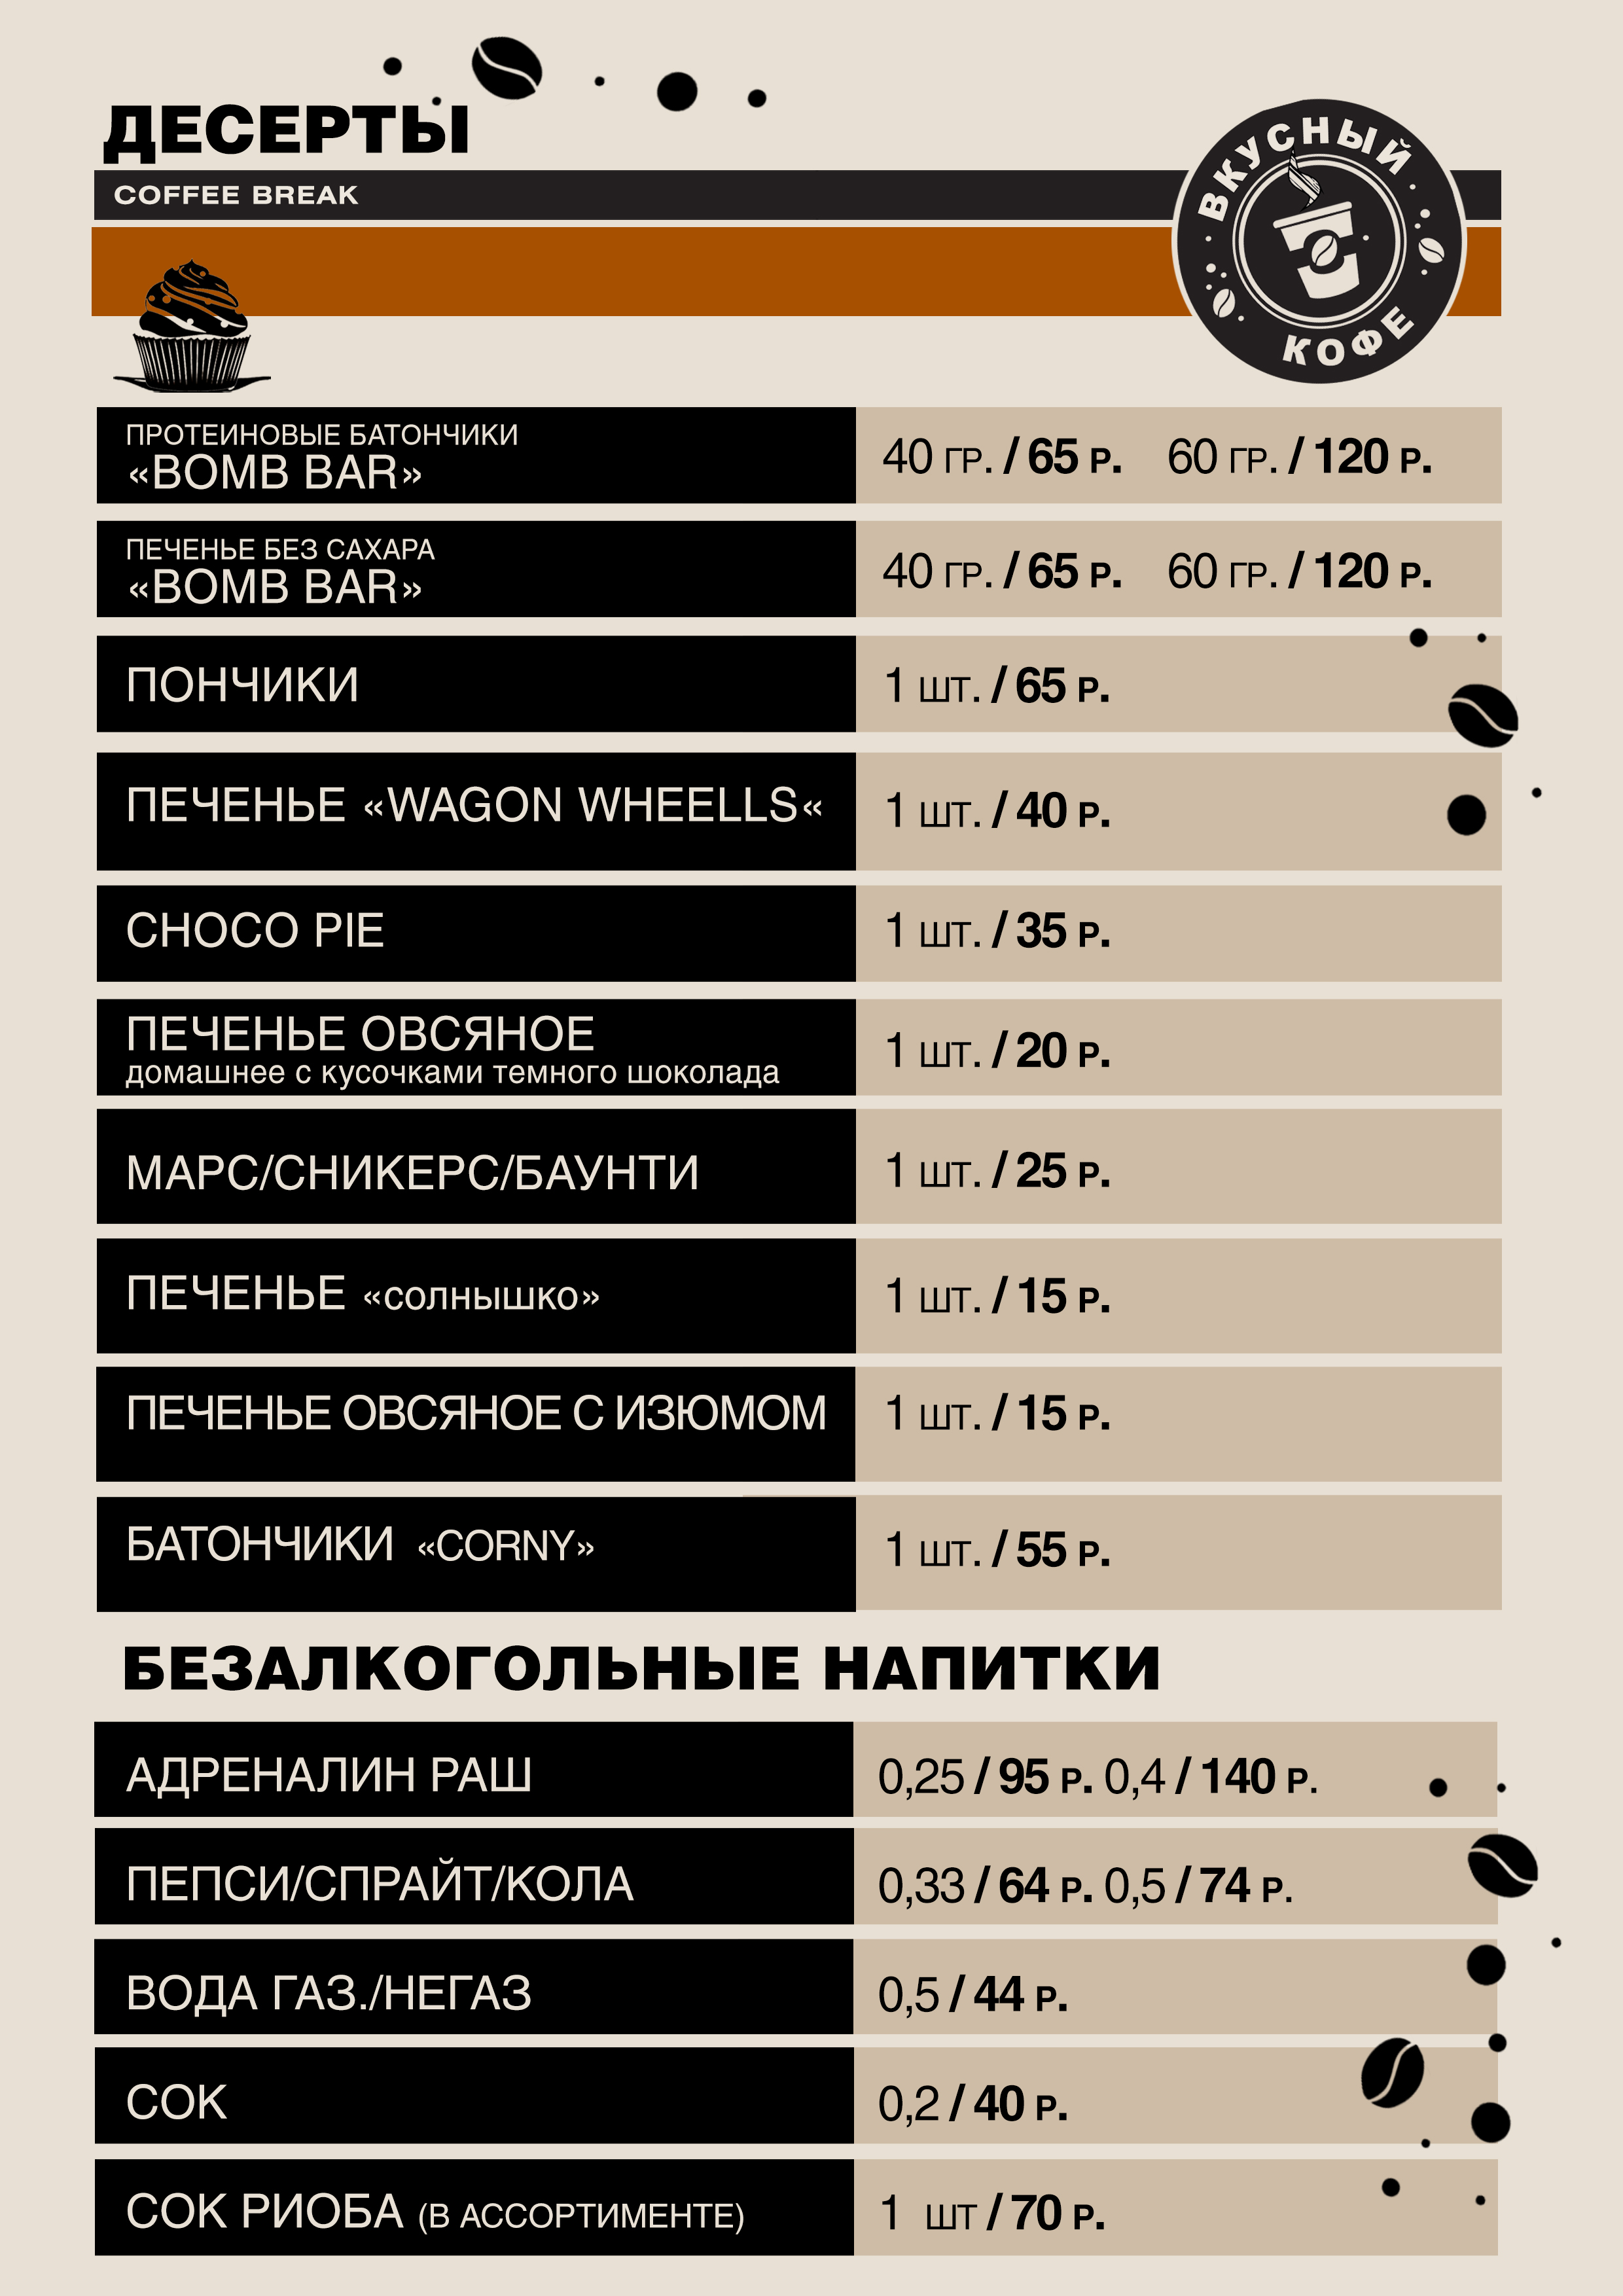 ДЕСЕРТЫ
COFFEE BREAK
ВКУСНЫЙ
КОФЕ
ПРОТЕИНОВЫЕ БАТОНЧИКИ
«BOMB BAR»
40 ГР. / 65 Р. 60 ГР. / 120 Р.
ПЕЧЕНЬЕ БЕЗ САХАРА
«BOMB BAR»
40 ГР. / 65 Р. 60 ГР. / 120 Р.
ПОНЧИКИ
1 ШТ. / 65 Р.
ПЕЧЕНЬЕ «WAGON WHEELLS«
1 ШТ. / 40 Р.
CHOCO PIE
1 ШТ. / 35 Р.
ПЕЧЕНЬЕ ОВСЯНОЕ
домашнее с кусочками темного шоколада
1 ШТ. / 20 Р.
МАРС/СНИКЕРС/БАУНТИ
1 ШТ. / 25 Р.
ПЕЧЕНЬЕ «солнышко»
1 ШТ. / 15 Р.
ПЕЧЕНЬЕ ОВСЯНОЕ С ИЗЮМОМ
1 ШТ. / 15 Р.
БАТОНЧИКИ «CORNY»
1 ШТ. / 55 Р.
БЕЗАЛКОГОЛЬНЫЕ НАПИТКИ
АДРЕНАЛИН РАШ
0,25 / 95 Р. 0,4 / 140 Р.
ПЕПСИ/СПРАЙТ/КОЛА
0,33 / 64 Р. 0,5 / 74 Р.
ВОДА ГАЗ./НЕГАЗ
0,5 / 44 Р.
СОК
0,2 / 40 Р.
СОК РИОБА (В АССОРТИМЕНТЕ)
1 ШТ / 70 Р.